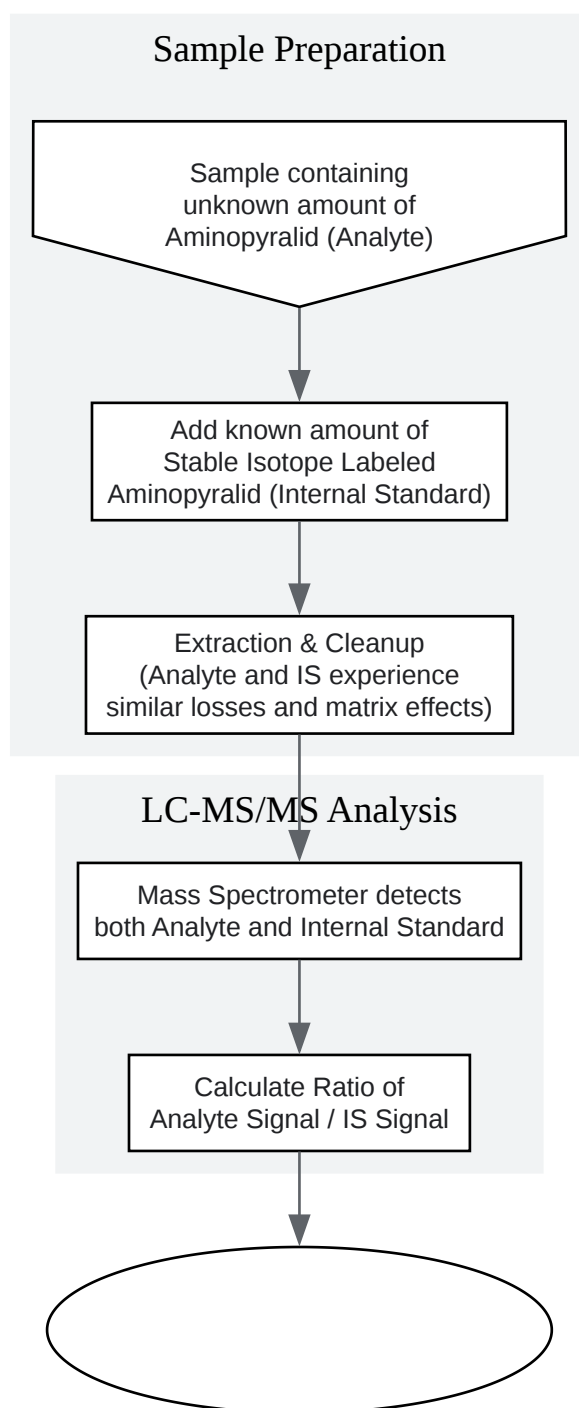 Sample Preparation
Sample containing
unknown amount of
Aminopyralid (Analyte)
Add known amount of
Stable Isotope Labeled
Aminopyralid (Internal Standard)
Extraction & Cleanup
(Analyte and IS experience
similar losses and matrix effects)
LC-MS/MS Analysis
Mass Spectrometer detects
both Analyte and Internal Standard
Calculate Ratio of
Analyte Signal / IS Signal